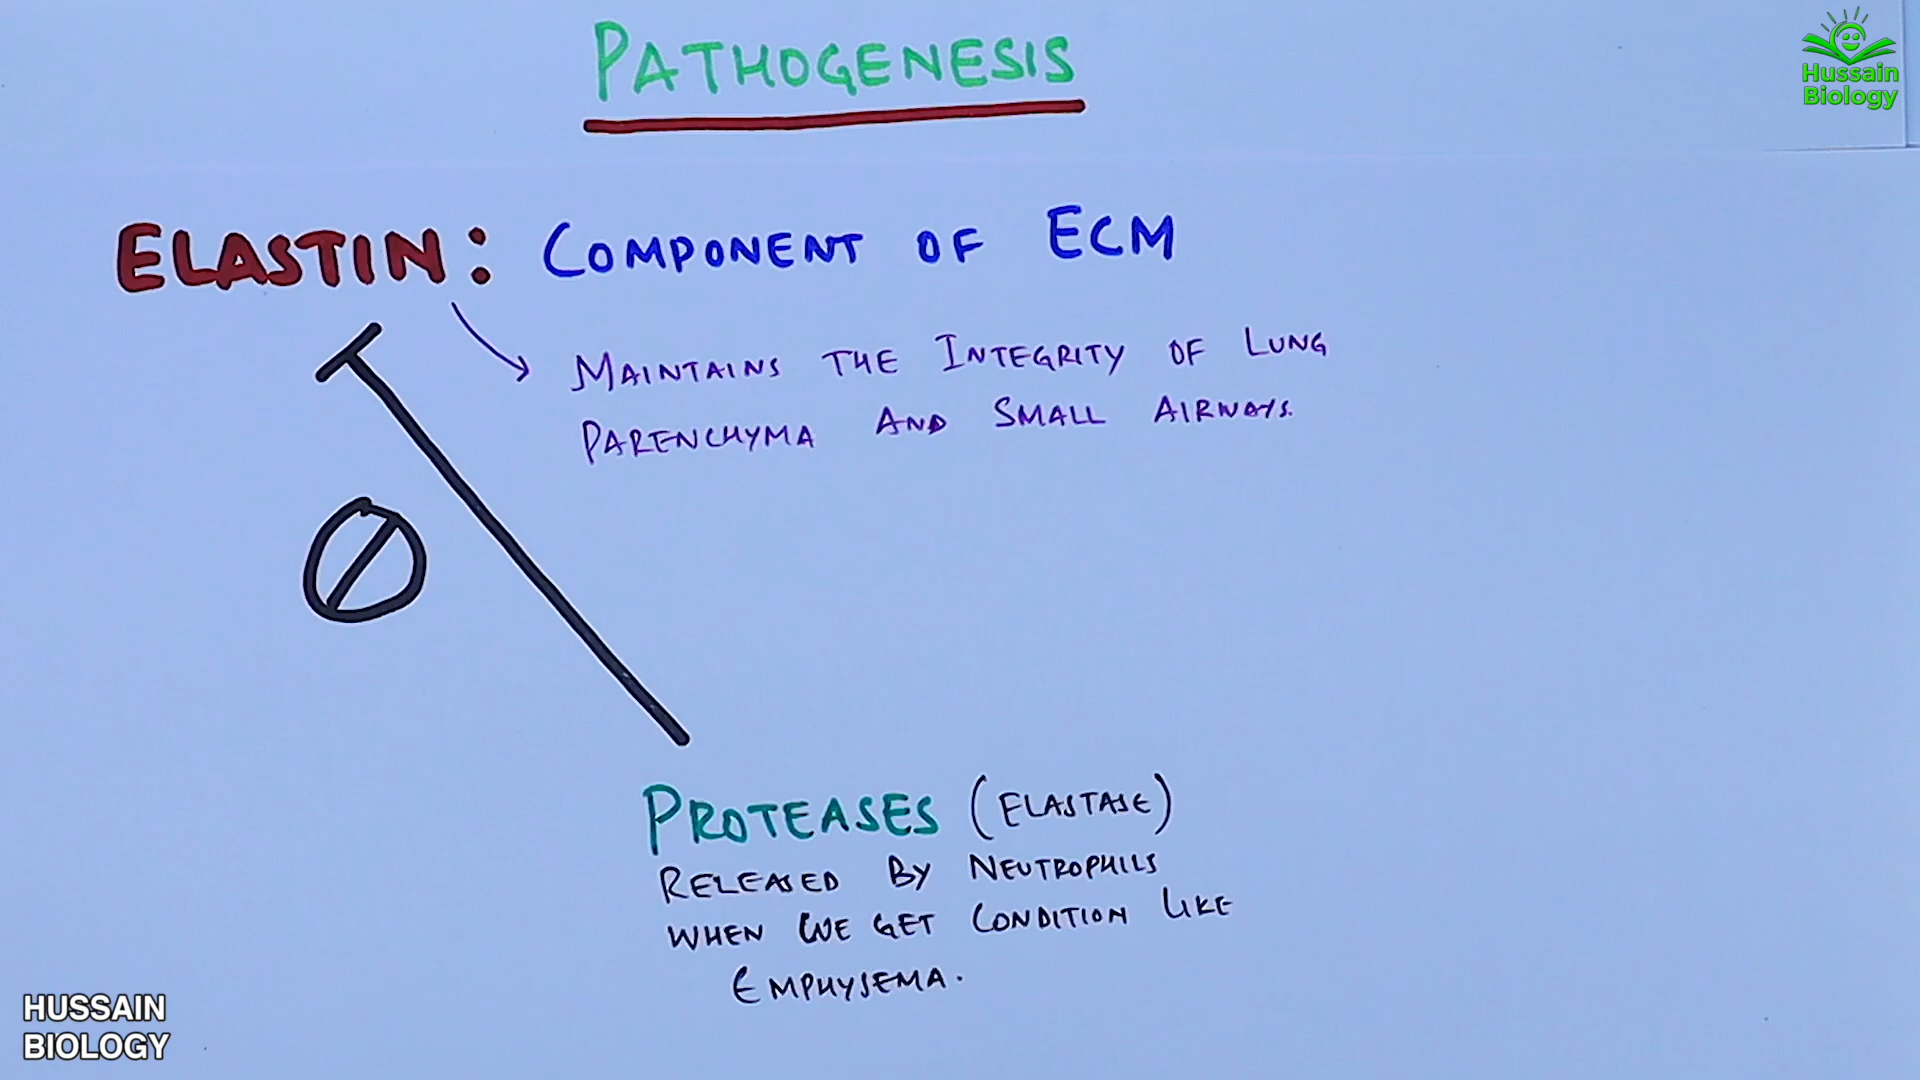 PATHOGENESIS
Hussain
Biology
ELASTIN: COMPONENT OF ECM
MAINTAINS THE INTEGRITY OF LUNG
PARENCHYMA AND SMALL AIRWAYS.
PROTEASES (ELASTASE)
RELEASED BY NEUTROPHILS
WHEN WE GET CONDITION LIKE
EMPHYSEMA.
HUSSAIN
BIOLOGY